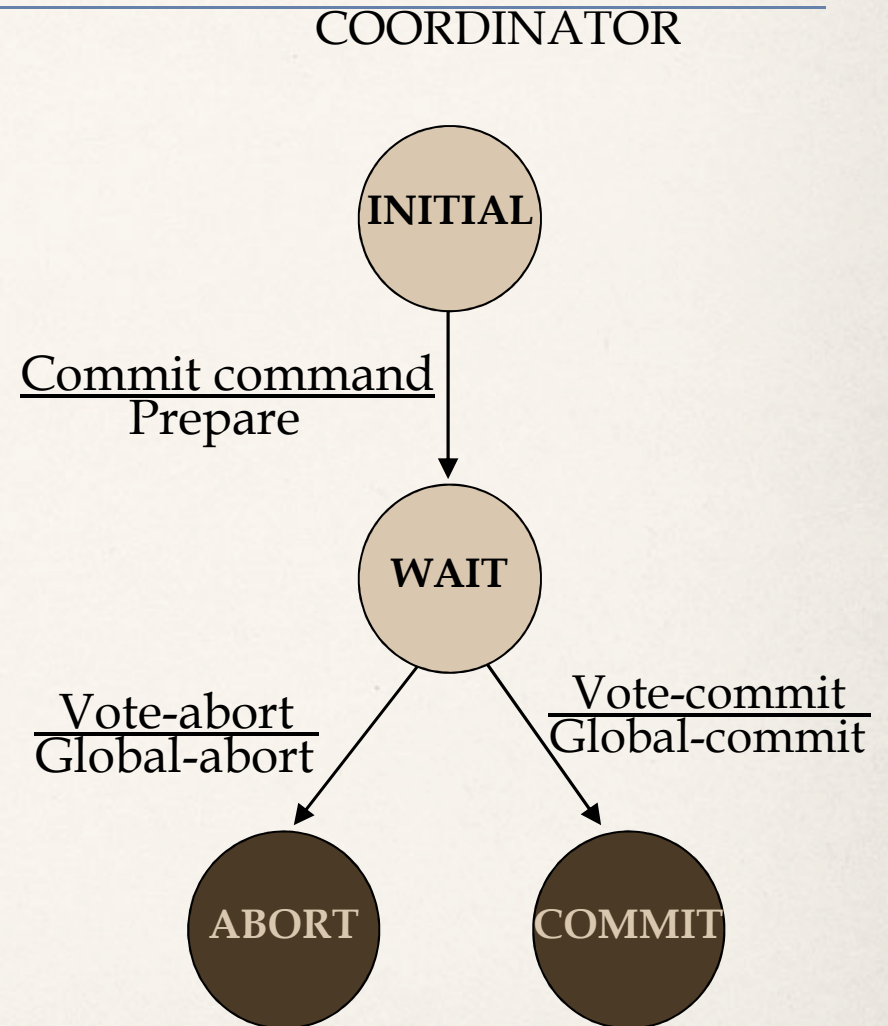 COORDINATOR
INITIAL
Commit command
Prepare
WAIT
Vote-abort
Global-abort
Vote-commit
Global-commit
ABORT
COMMIT